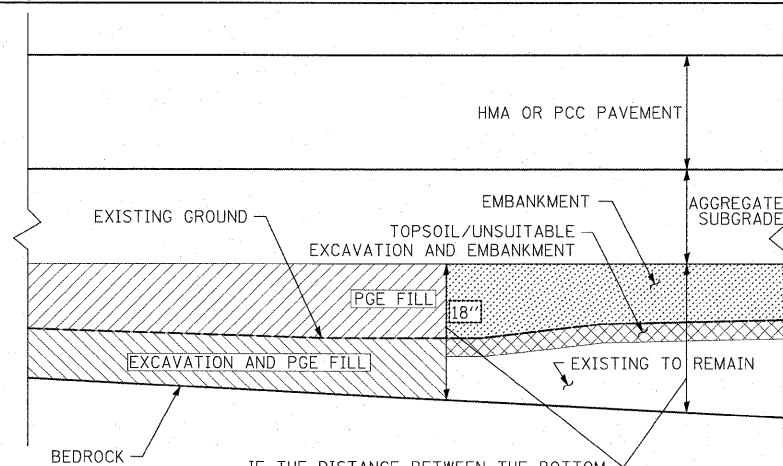 HMA OR PCC PAVEMENT
EMBANKMENT
AGGREGATE
SUBGRADE
EXISTING GROUND
TOPSOIL/UNSUITABLE
EXCAVATION AND EMBANKMENT
PGE FILL
18"
EXCAVATION AND PGE FILL
EXISTING TO REMAIN
BEDROCK
IF THE DISTANCE BETWEEN THE BOTTOM